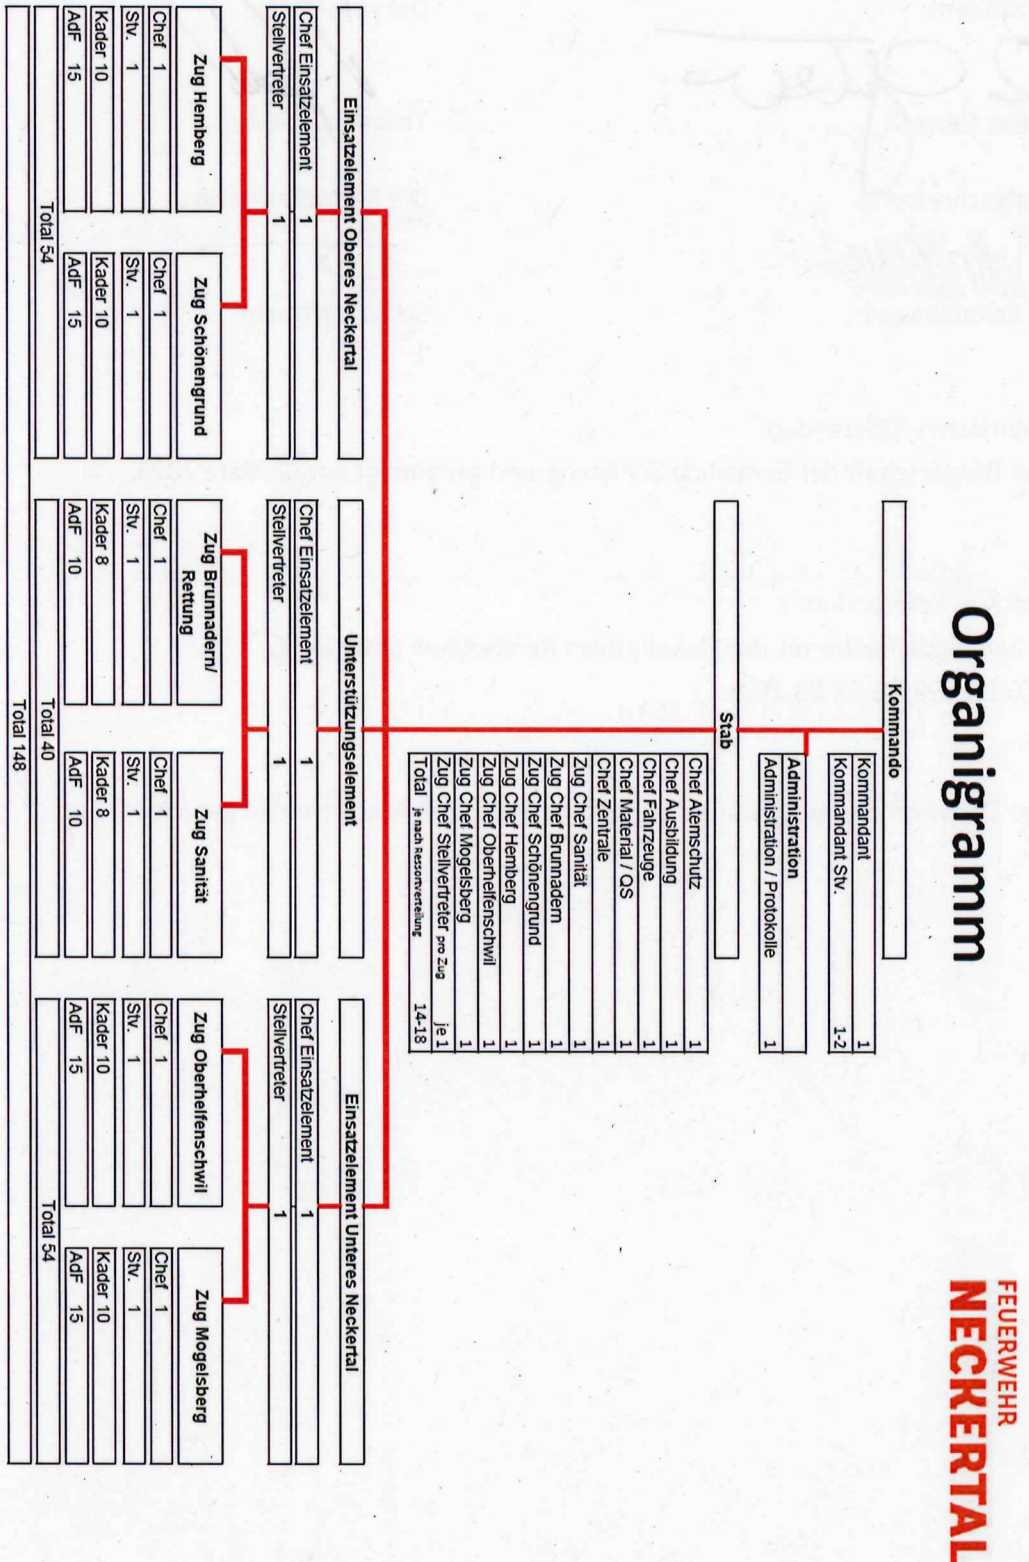 Organigramm
FEUERWEHR
NECKERTAL
Kommando
Kommandant 1
Kommandant Stv. 1-2
Administration
Administration / Protokolle 1
Stab
Chef Atemschutz 1
Chef Ausbildung 1
Chef Fahrzeuge 1
Chef Material / QS 1
Chef Zentrale 1
Zug Chef Sanität 1
Zug Chef Brunnadern 1
Zug Chef Schönengrund 1
Zug Chef Hemberg 1
Zug Chef Oberhelfenschwil 1
Zug Chef Mogelsberg 1
Zug Chef Stellvertreter pro Zug je 1
Total je nach Ressortverteilung 14-18
Einsatzelement Oberes Neckertal
Chef Einsatzelement 1
Stellvertreter 1
Zug Hemberg
Chef 1
Stv. 1
Kader 10
AdF 15
Zug Schönengrund
Chef 1
Stv. 1
Kader 10
AdF 15
Total 54
Unterstützungselement
Chef Einsatzelement 1
Stellvertreter 1
Zug Brunnadern/
Rettung
Chef 1
Stv. 1
Kader 8
AdF 10
Zug Sanität
Chef 1
Stv. 1
Kader 8
AdF 10
Total 40
Einsatzelement Unteres Neckertal
Chef Einsatzelement 1
Stellvertreter 1
Zug Oberhelfenschwil
Chef 1
Stv. 1
Kader 10
AdF 15
Zug Mogelsberg
Chef 1
Stv. 1
Kader 10
AdF 15
Total 54
Total 148